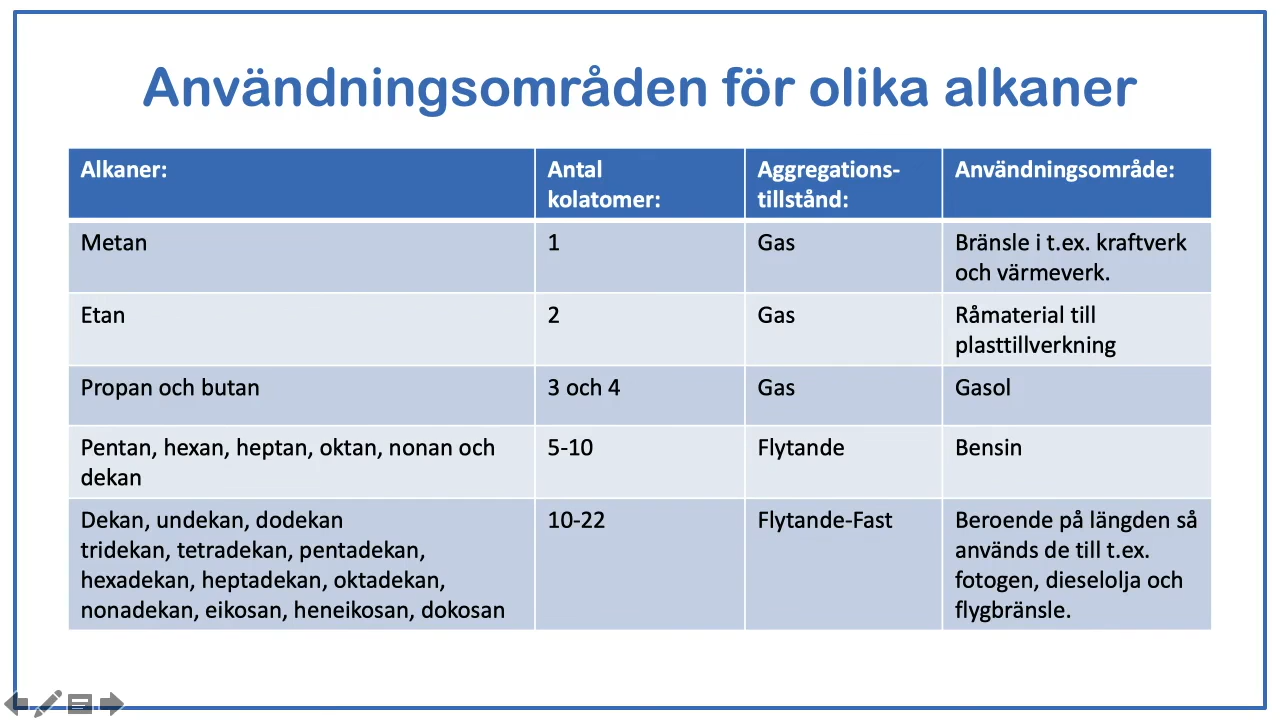 Användningsområden för olika alkaner
Alkaner:
Antal
kolatomer:
Aggregations-
tillstånd:
Användningsområde:
Metan
1
Gas
Bränsle i t.ex. kraftverk
och värmeverk.
Etan
2
Gas
Råmaterial till
plasttillverkning
Propan och butan
3 och 4
Gas
Gasol
Pentan, hexan, heptan, oktan, nonan och
dekan
5-10
Flytande
Bensin
Dekan, undekan, dodekan
tridekan, tetradekan, pentadekan,
hexadekan, heptadekan, oktadekan,
nonadekan, eikosan, heneikosan, dokosan
10-22
Flytande-Fast
Beroende på längden så
används de till t.ex.
fotogen, dieselolja och
flygbränsle.